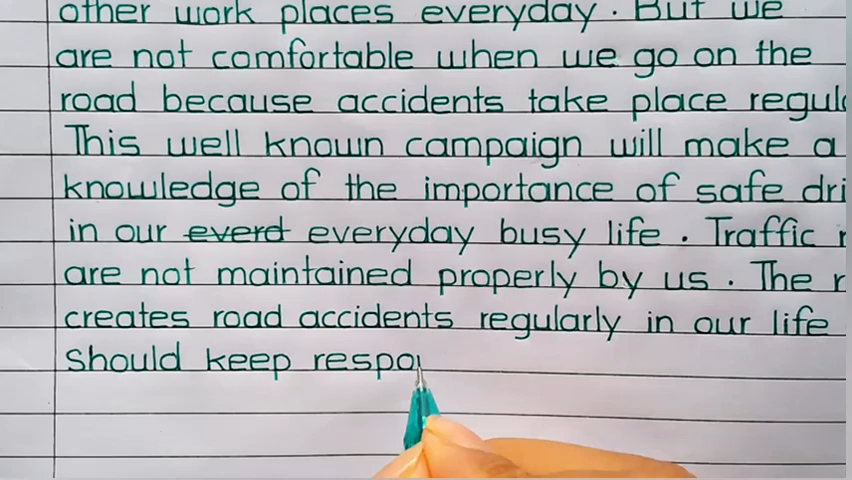 other work places everyday. But we
are not comfortable when we go on the
road because accidents take place regul
This well known campaign will make a
knowledge of the importance of safe dri
in our everd everyday busy life. Traffic r
are not maintained properly by us. The r
creates road accidents regularly in our life
Should keep respo